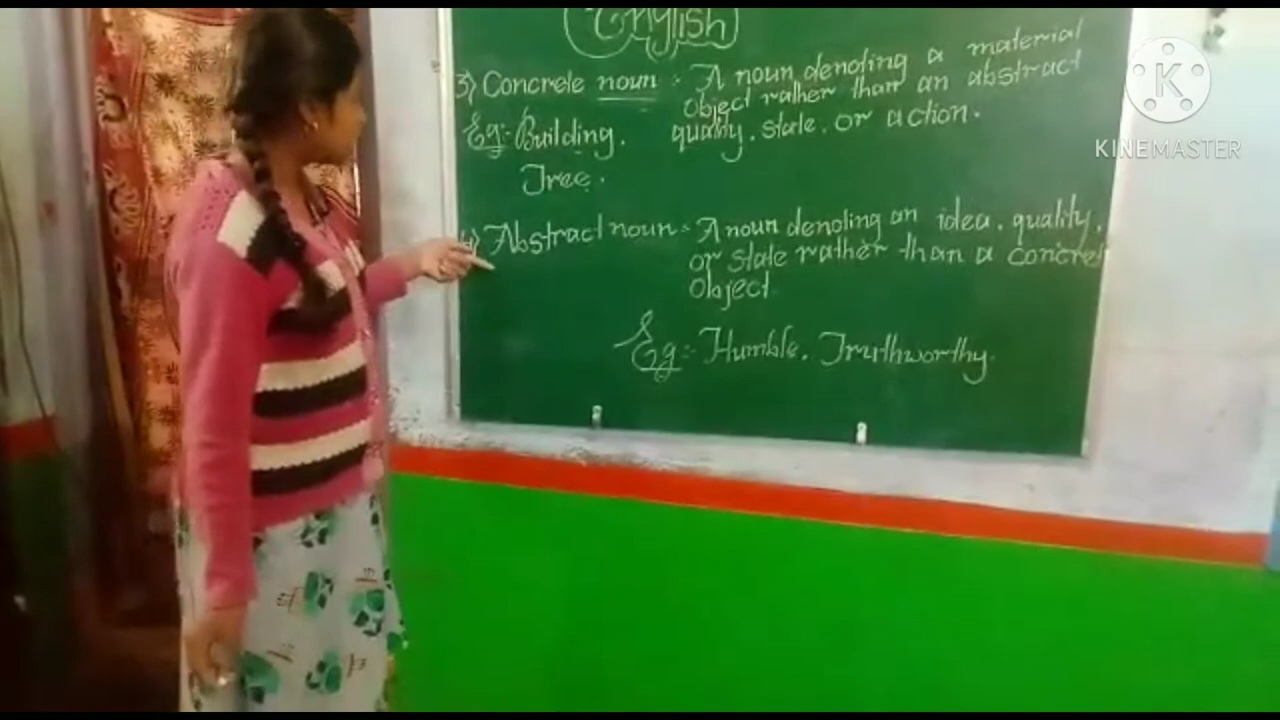 English
3) Concrete noun :- A noun denoting a material
object rather than an abstract
Eg:- Building. quality, state, or action.
Tree.
4) Abstract noun :- A noun denoting an idea, quality,
or state rather than a concret
object.
Eg:- Humble, Truthworthy.
K
KINEMASTER